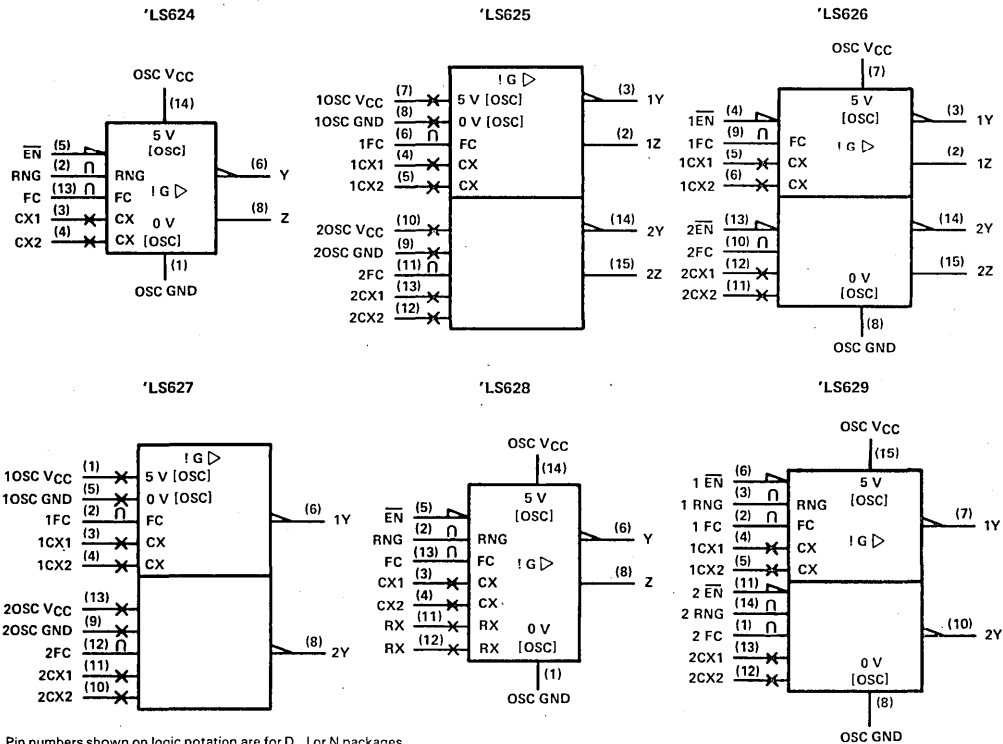 'LS624
OSC VCC
(14)
5 V
[OSC]
EN (5)
RNG (2) ∩ RNG
FC (13) ∩ FC
! G ▷
CX1 (3) CX
CX2 (4) CX
0 V
[OSC]
(6) Y
(8) Z
(1)
OSC GND
'LS625
! G ▷
1OSC VCC (7) 5 V [OSC]
1OSC GND (8) 0 V [OSC]
1FC (6) ∩ FC
1CX1 (4) CX
1CX2 (5) CX
(3) 1Y
(2) 1Z
2OSC VCC (10)
2OSC GND (9)
2FC (11) ∩
2CX1 (13)
2CX2 (12)
(14) 2Y
(15) 2Z
'LS626
OSC VCC
(7)
5 V
[OSC]
1EN (4)
1FC (9) ∩ FC
1CX1 (5) CX
1CX2 (6) CX
! G ▷
(3) 1Y
(2) 1Z
2EN (13)
2FC (10) ∩
2CX1 (12)
2CX2 (11)
(14) 2Y
(15) 2Z
0 V
[OSC]
(8)
OSC GND
'LS627
! G ▷
1OSC VCC (1) 5 V [OSC]
1OSC GND (5) 0 V [OSC]
1FC (2) ∩ FC
1CX1 (3) CX
1CX2 (4) CX
(6) 1Y
2OSC VCC (13)
2OSC GND (9)
2FC (12) ∩
2CX1 (11)
2CX2 (10)
(8) 2Y
'LS628
OSC VCC
(14)
5 V
[OSC]
EN (5)
RNG (2) ∩ RNG
FC (13) ∩ FC
! G ▷
CX1 (3) CX
CX2 (4) CX
RX (11) RX
RX (12) RX
0 V
[OSC]
(6) Y
(8) Z
(1)
OSC GND
'LS629
OSC VCC
(15)
5 V
[OSC]
1 EN (6)
1 RNG (3) ∩ RNG
1 FC (2) ∩ FC
1CX1 (4) CX
1CX2 (5) CX
! G ▷
(7) 1Y
2 EN (11)
2 RNG (14) ∩
2 FC (1) ∩
2CX1 (13)
2CX2 (12)
(10) 2Y
0 V
[OSC]
(8)
OSC GND
Pin numbers shown on logic notation are for D, J or N packages